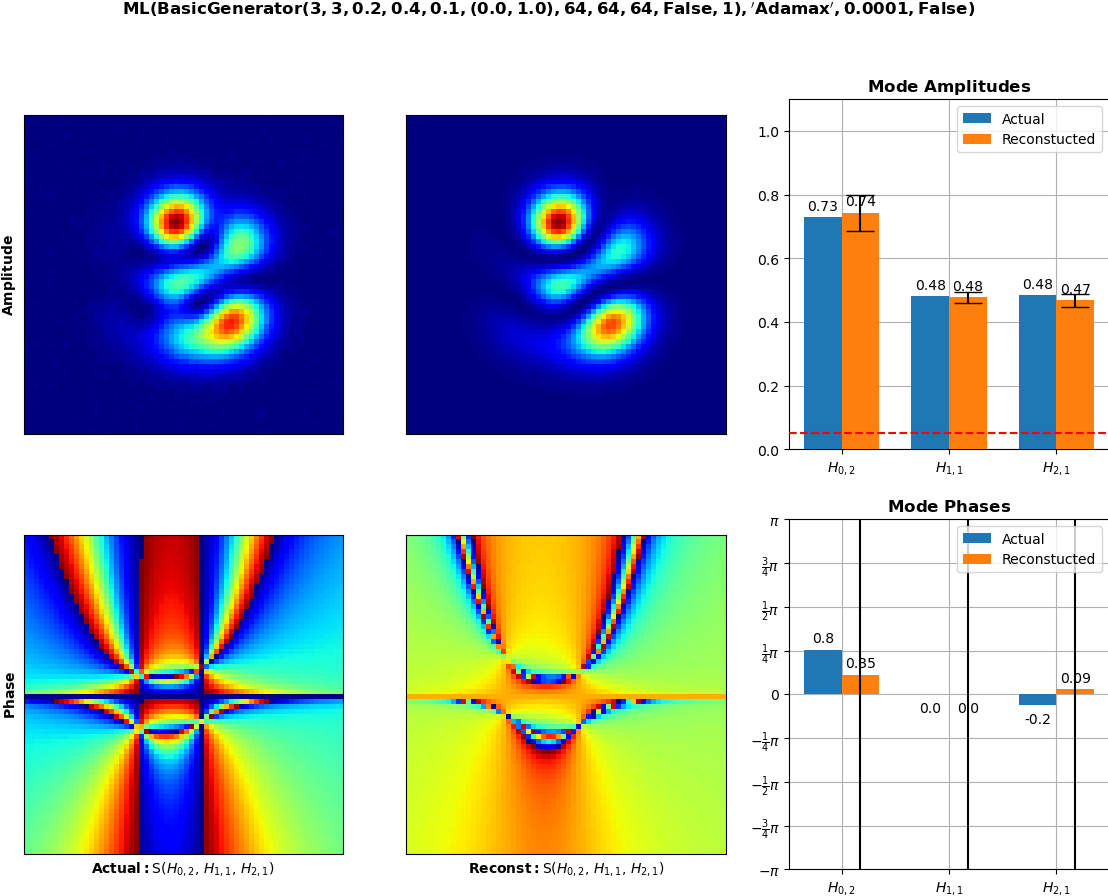 ML(BasicGenerator(3, 3, 0.2, 0.4, 0.1, (0.0, 1.0), 64, 64, 64, False, 1), ′Adamax′, 0.0001, False)
Amplitude
Mode Amplitudes
Actual
Reconstucted
1.0
0.8
0.6
0.4
0.2
0.0
0.73
0.74
0.48
0.48
0.48
0.47
H0,2
H1,1
H2,1
Phase
Actual: S(H0,2, H1,1, H2,1)
Reconst: S(H0,2, H1,1, H2,1)
Mode Phases
Actual
Reconstucted
π
3/4π
1/2π
1/4π
0
−1/4π
−1/2π
−3/4π
−π
0.8
0.35
0.0
0.0
-0.2
0.09
H0,2
H1,1
H2,1